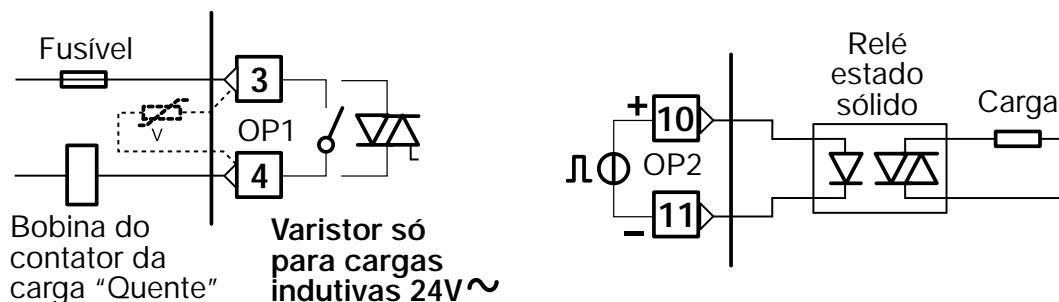 Fusível
3
V
OP1
4
Bobina do
contator da
carga “Quente”
Varistor só
para cargas
indutivas 24V~
Relé
estado
sólido
Carga
+
10
OP2
11
–